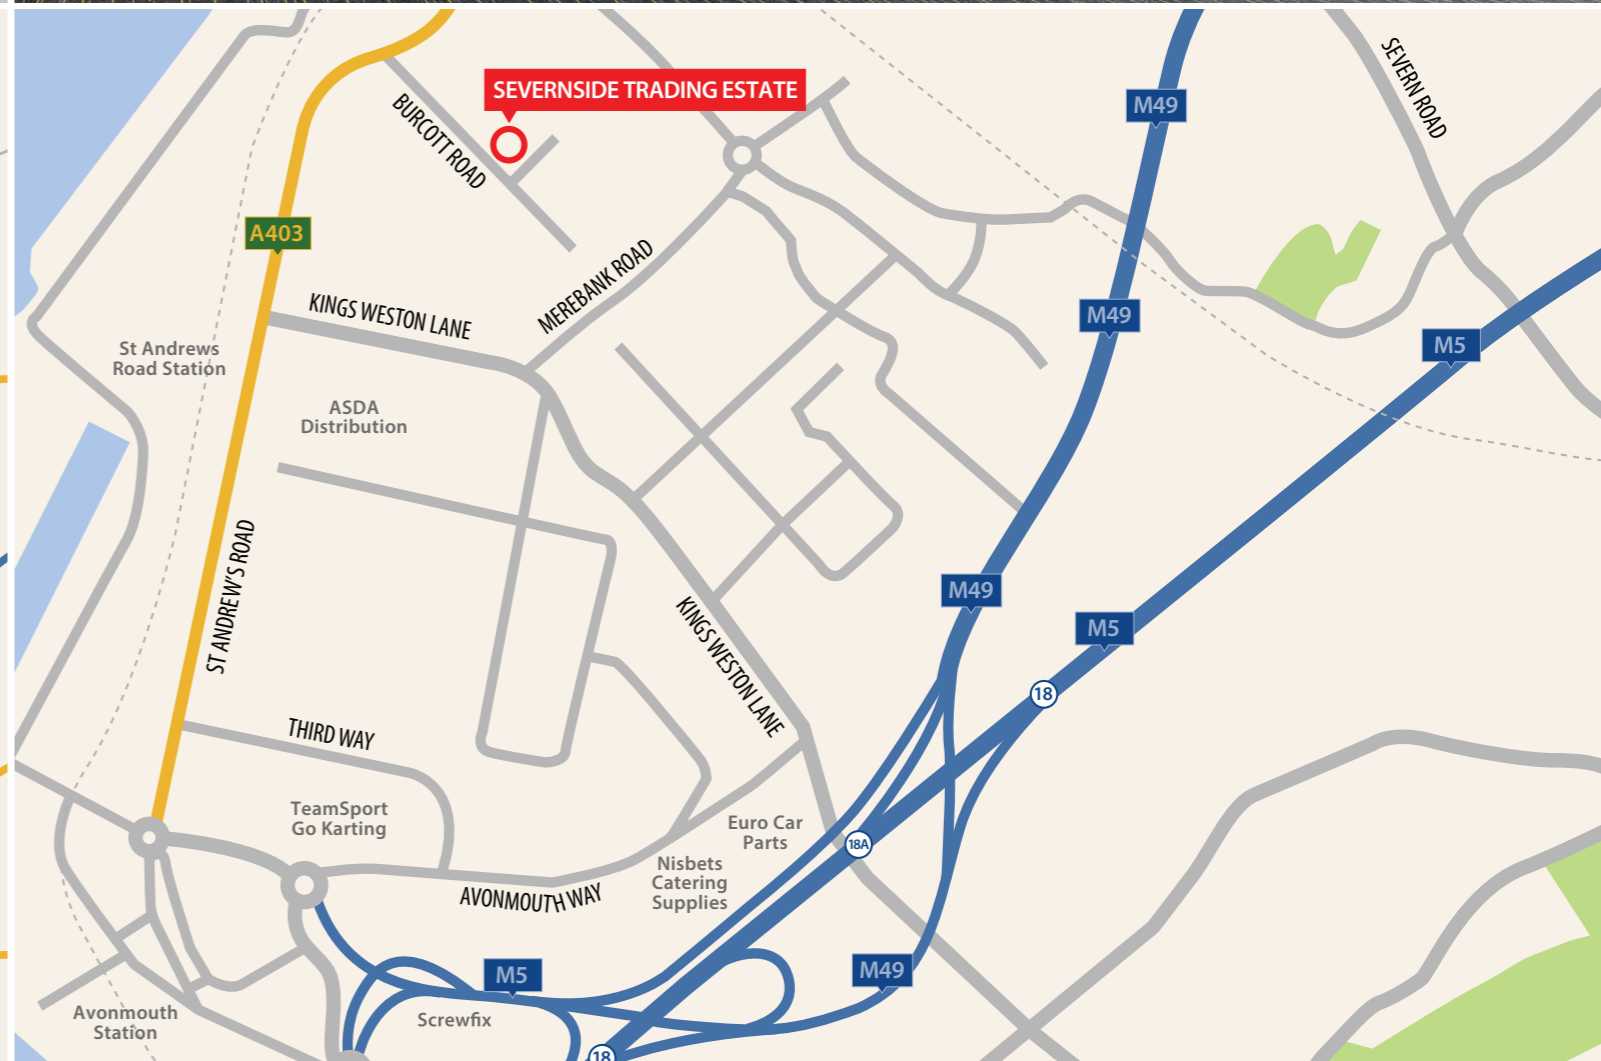 SEVERNSIDE TRADING ESTATE
BURCOTT ROAD
M49
SEVERN ROAD
A403
MEREBANK ROAD
KINGS WESTON LANE
M49
St Andrews
Road Station
M5
ASDA
Distribution
ST ANDREW'S ROAD
M49
KINGS WESTON LANE
M5
18
THIRD WAY
TeamSport
Go Karting
Euro Car
Parts
18A
Nisbets
Catering
Supplies
AVONMOUTH WAY
M5
M49
Avonmouth
Station
Screwfix
18